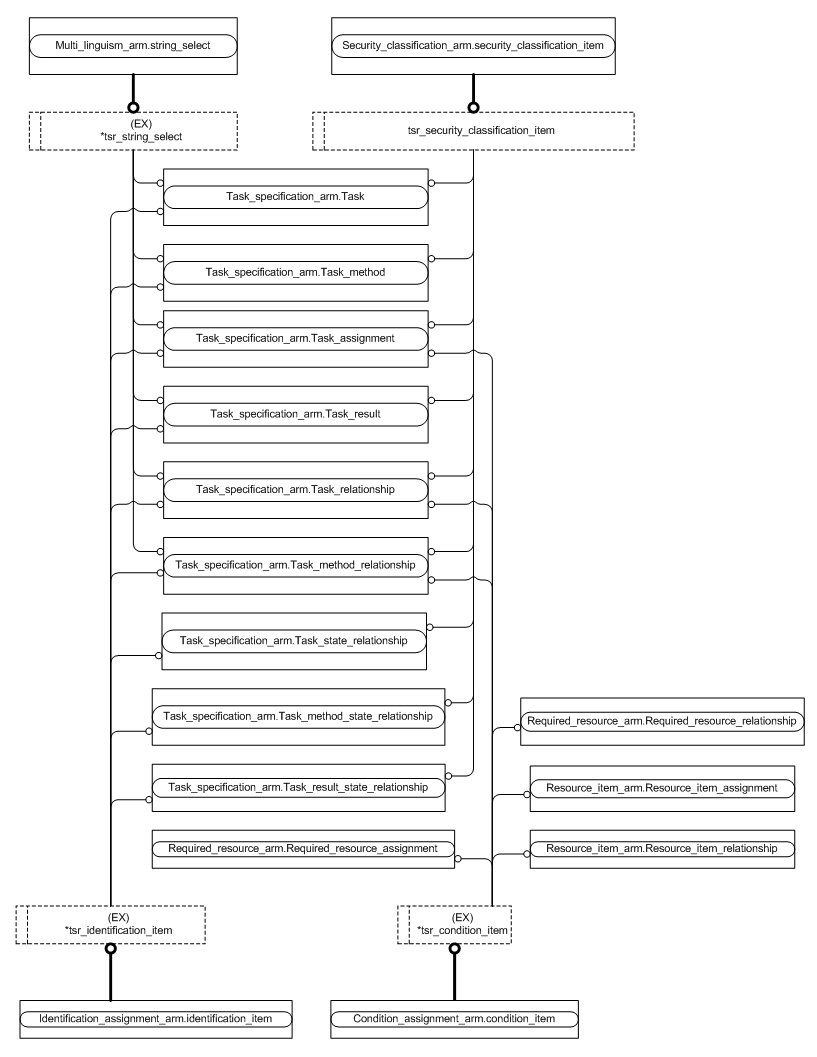 Multi_linguism_arm.string_select
Security_classification_arm.security_classification_item
(EX)
*tsr_string_select
tsr_security_classification_item
Task_specification_arm.Task
Task_specification_arm.Task_method
Task_specification_arm.Task_assignment
Task_specification_arm.Task_result
Task_specification_arm.Task_relationship
Task_specification_arm.Task_method_relationship
Task_specification_arm.Task_state_relationship
Task_specification_arm.Task_method_state_relationship
Required_resource_arm.Required_resource_relationship
Task_specification_arm.Task_result_state_relationship
Resource_item_arm.Resource_item_assignment
Required_resource_arm.Required_resource_assignment
Resource_item_arm.Resource_item_relationship
(EX)
*tsr_identification_item
(EX)
*tsr_condition_item
Identification_assignment_arm.identification_item
Condition_assignment_arm.condition_item